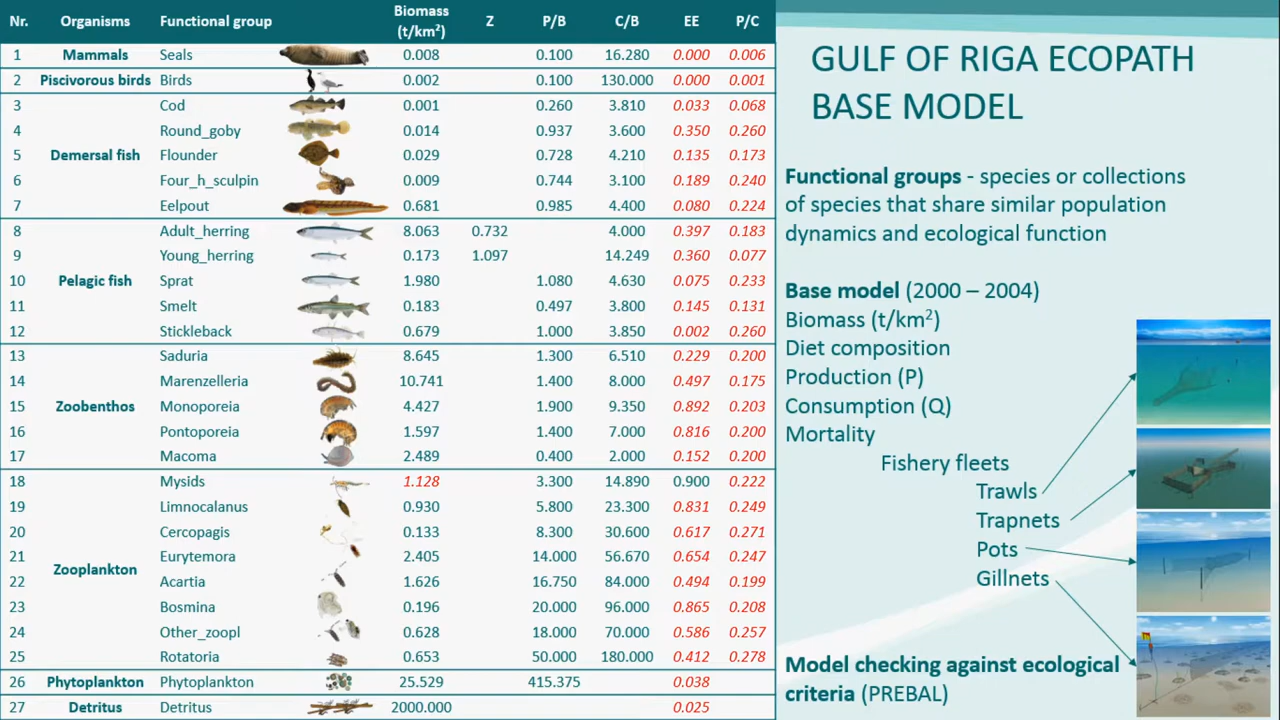 Nr. Organisms Functional group Biomass (t/km²) Z P/B C/B EE P/C
1 Mammals Seals 0.008 0.100 16.280 0.000 0.006
2 Piscivorous birds Birds 0.002 0.100 130.000 0.000 0.001
3 Cod 0.001 0.260 3.810 0.033 0.068
4 Round_goby 0.014 0.937 3.600 0.350 0.260
5 Demersal fish Flounder 0.029 0.728 4.210 0.135 0.173
6 Four_h_sculpin 0.009 0.744 3.100 0.189 0.240
7 Eelpout 0.681 0.985 4.400 0.080 0.224
8 Adult_herring 8.063 0.732 4.000 0.397 0.183
9 Young_herring 0.173 1.097 14.249 0.360 0.077
10 Pelagic fish Sprat 1.980 1.080 4.630 0.075 0.233
11 Smelt 0.183 0.497 3.800 0.145 0.131
12 Stickleback 0.679 1.000 3.850 0.002 0.260
13 Saduria 8.645 1.300 6.510 0.229 0.200
14 Marenzelleria 10.741 1.400 8.000 0.497 0.175
15 Zoobenthos Monoporeia 4.427 1.900 9.350 0.892 0.203
16 Pontoporeia 1.597 1.400 7.000 0.816 0.200
17 Macoma 2.489 0.400 2.000 0.152 0.200
18 Mysids 1.128 3.300 14.890 0.900 0.222
19 Limnocalanus 0.930 5.800 23.300 0.831 0.249
20 Cercopagis 0.133 8.300 30.600 0.617 0.271
21 Zooplankton Eurytemora 2.405 14.000 56.670 0.654 0.247
22 Acartia 1.626 16.750 84.000 0.494 0.199
23 Bosmina 0.196 20.000 96.000 0.865 0.208
24 Other_zoopl 0.628 18.000 70.000 0.586 0.257
25 Rotatoria 0.653 50.000 180.000 0.412 0.278
26 Phytoplankton Phytoplankton 25.529 415.375 0.038
27 Detritus Detritus 2000.000 0.025
GULF OF RIGA ECOPATH
BASE MODEL
Functional groups - species or collections
of species that share similar population
dynamics and ecological function
Base model (2000 – 2004)
Biomass (t/km²)
Diet composition
Production (P)
Consumption (Q)
Mortality
Fishery fleets
Trawls
Trapnets
Pots
Gillnets
Model checking against ecological
criteria (PREBAL)